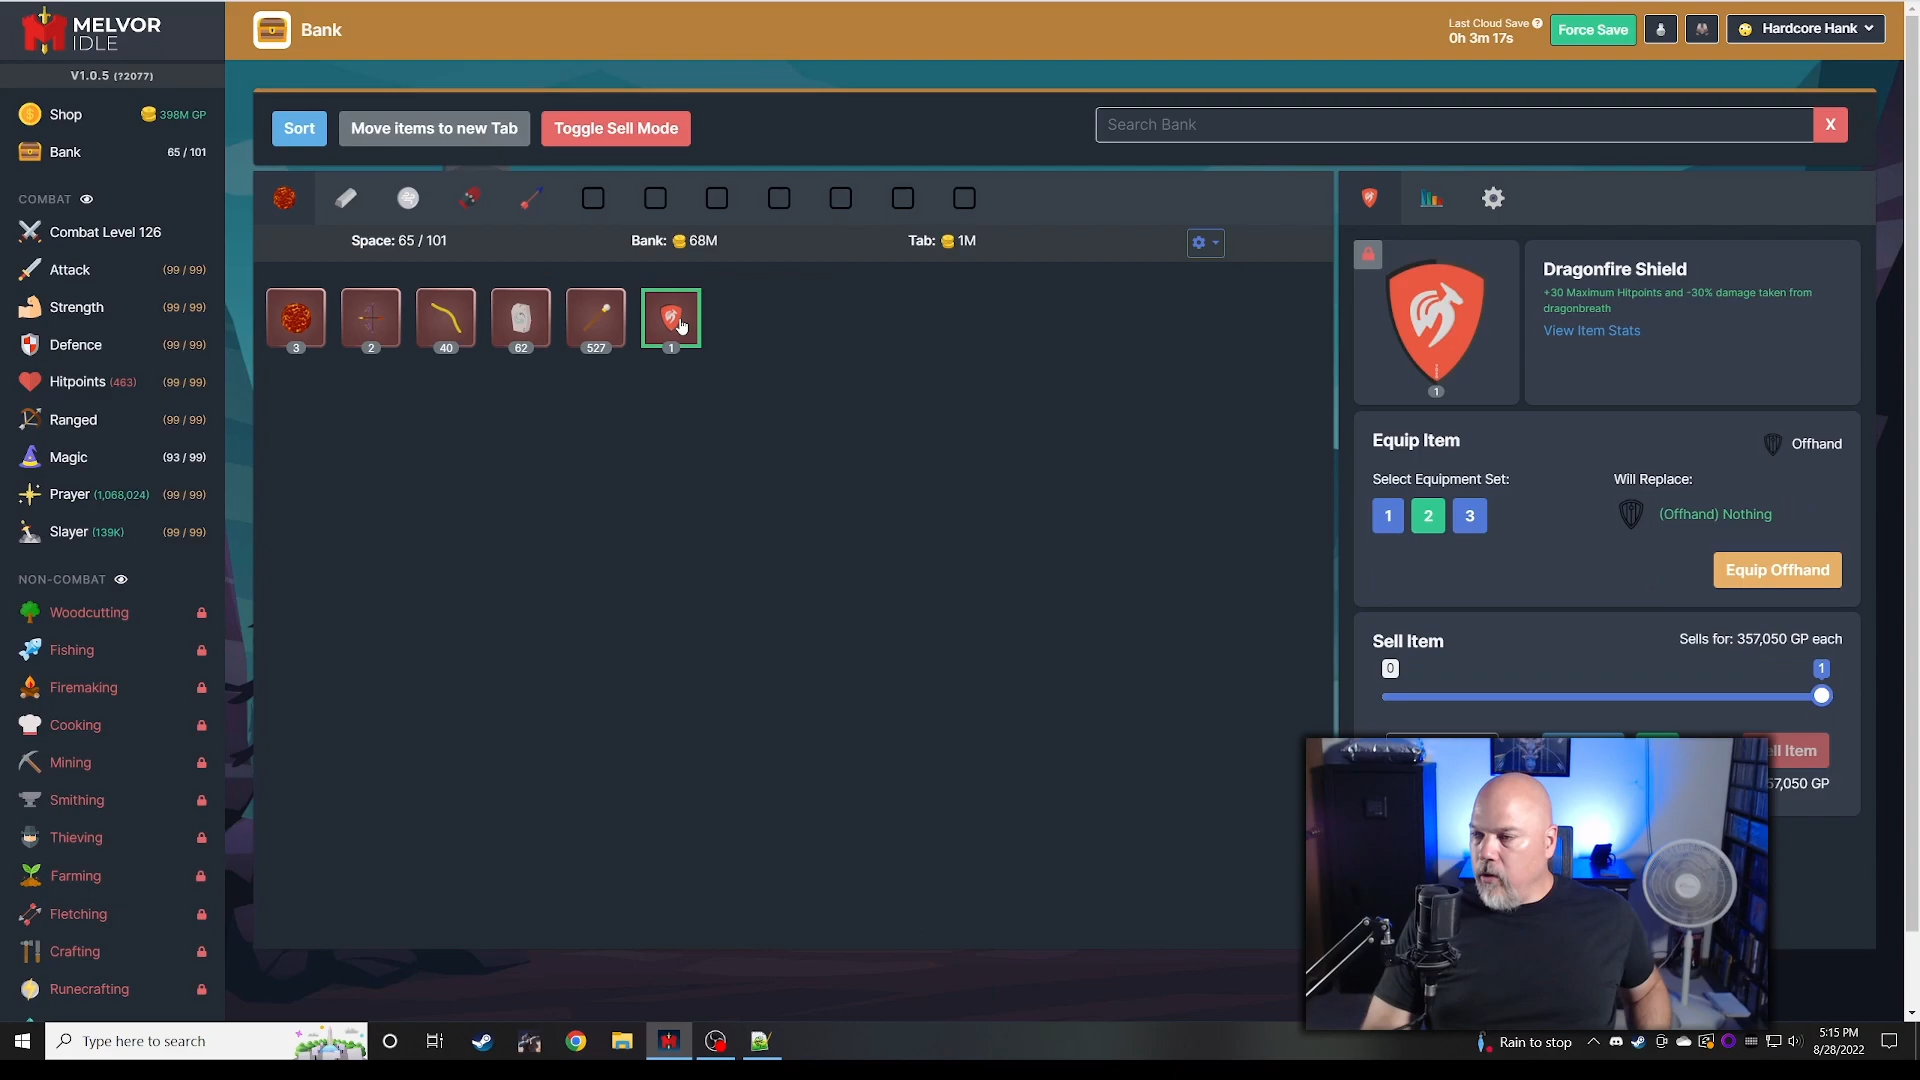 MELVOR
IDLE
Bank
Last Cloud Save
0h 3m 17s
Force Save
Hardcore Hank
V1.0.5 (?2077)
Shop 398M GP
Bank 65 / 101
COMBAT
Combat Level 126
Attack (99 / 99)
Strength (99 / 99)
Defence (99 / 99)
Hitpoints (463) (99 / 99)
Ranged (99 / 99)
Magic (93 / 99)
Prayer (1,068,024) (99 / 99)
Slayer (139K) (99 / 99)
NON-COMBAT
Woodcutting
Fishing
Firemaking
Cooking
Mining
Smithing
Thieving
Farming
Fletching
Crafting
Runecrafting
Sort
Move items to new Tab
Toggle Sell Mode
Search Bank
X
Space: 65 / 101
Bank: 68M
Tab: 1M
3
2
40
62
527
1
1
Dragonfire Shield
+30 Maximum Hitpoints and -30% damage taken from
dragonbreath
View Item Stats
Equip Item
Offhand
Select Equipment Set:
Will Replace:
1 2 3
(Offhand) Nothing
Equip Offhand
Sell Item
Sells for: 357,050 GP each
0
1
ll Item
57,050 GP
Type here to search
Rain to stop
5:15 PM
8/28/2022